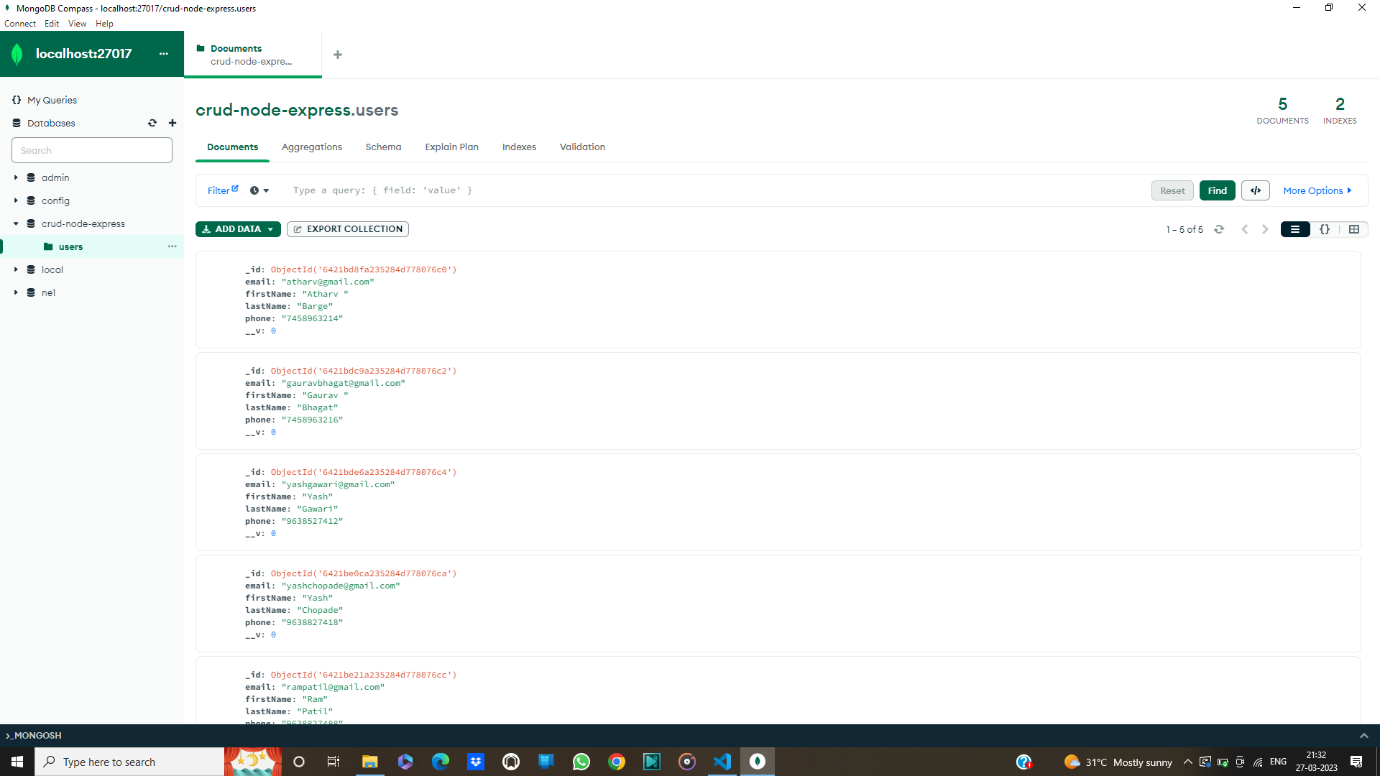 MongoDB Compass - localhost:27017/crud-node-express.users
Connect Edit View Help
localhost:27017 ...
Documents
crud-node-expre...
+
My Queries
Databases
Search
admin
config
crud-node-express
users ...
local
ne1
crud-node-express.users
5
DOCUMENTS
2
INDEXES
Documents Aggregations Schema Explain Plan Indexes Validation
Filter Type a query: { field: 'value' } Reset Find </> More Options
ADD DATA EXPORT COLLECTION 1 – 5 of 5 {}
_id: ObjectId('6421bd8fa235284d778076c0')
email: "atharv@gmail.com"
firstName: "Atharv "
lastName: "Barge"
phone: "7458963214"
__v: 0
_id: ObjectId('6421bdc9a235284d778076c2')
email: "gauravbhagat@gmail.com"
firstName: "Gaurav "
lastName: "Bhagat"
phone: "7458963216"
__v: 0
_id: ObjectId('6421bde6a235284d778076c4')
email: "yashgawari@gmail.com"
firstName: "Yash"
lastName: "Gawari"
phone: "9638527412"
__v: 0
_id: ObjectId('6421be0ca235284d778076ca')
email: "yashchopade@gmail.com"
firstName: "Yash"
lastName: "Chopade"
phone: "9638827418"
__v: 0
_id: ObjectId('6421be21a235284d778076cc')
email: "rampatil@gmail.com"
firstName: "Ram"
lastName: "Patil"
phone: "9638827488"
>_MONGOSH
Type here to search
31°C Mostly sunny
ENG
21:32
27-03-2023